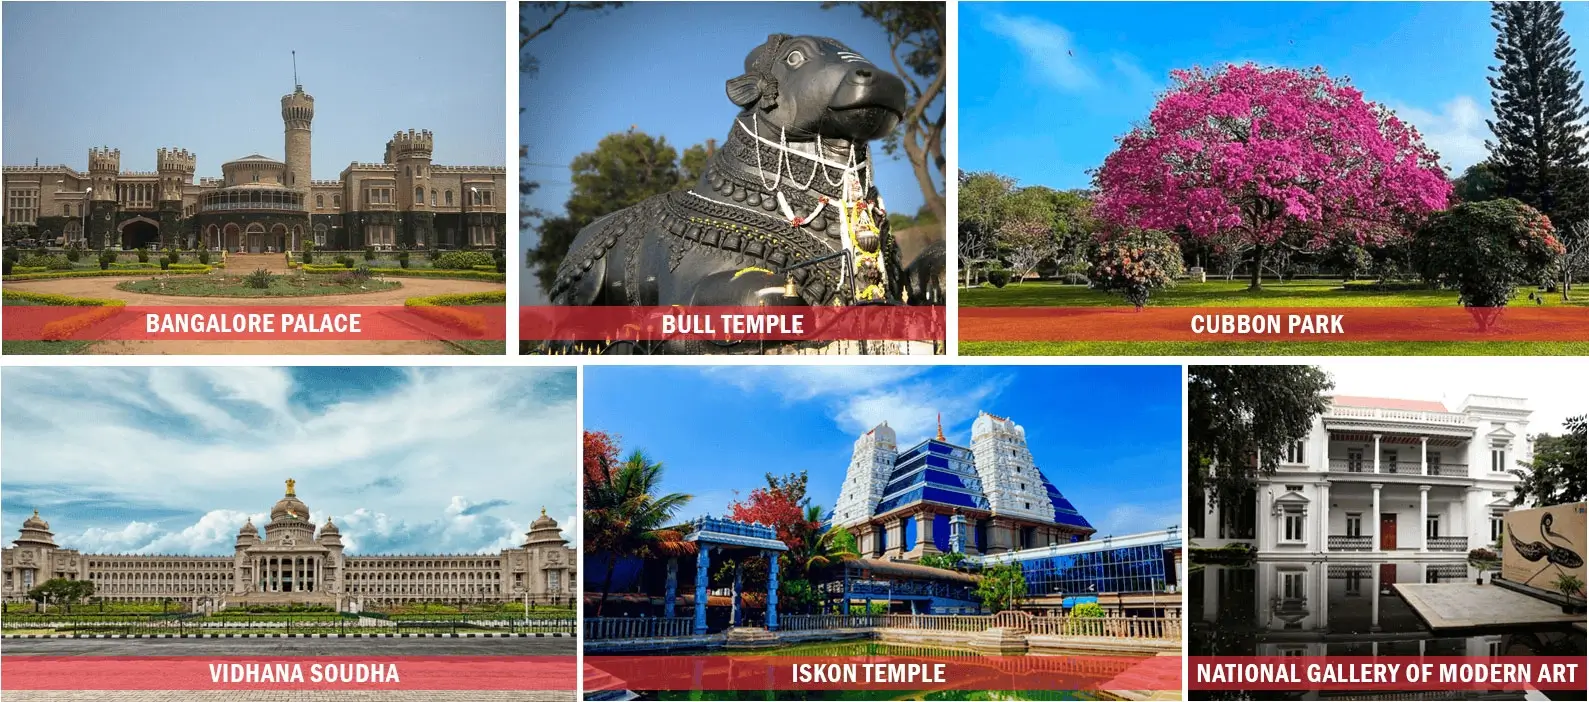 BANGALORE PALACE
BULL TEMPLE
CUBBON PARK
VIDHANA SOUDHA
ISKON TEMPLE
NATIONAL GALLERY OF MODERN ART